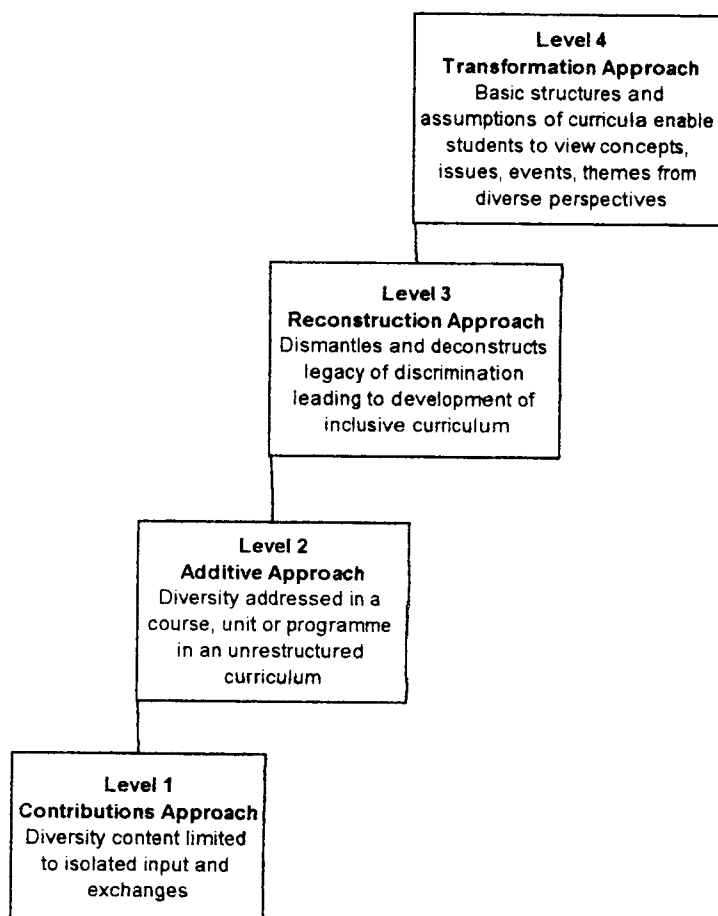 Level 4
Transformation Approach
Basic structures and
assumptions of curricula enable
students to view concepts,
issues, events, themes from
diverse perspectives
Level 3
Reconstruction Approach
Dismantles and deconstructs
legacy of discrimination
leading to development of
inclusive curriculum
Level 2
Additive Approach
Diversity addressed in a
course, unit or programme
in an unrestructured
curriculum
Level 1
Contributions Approach
Diversity content limited
to isolated input and
exchanges